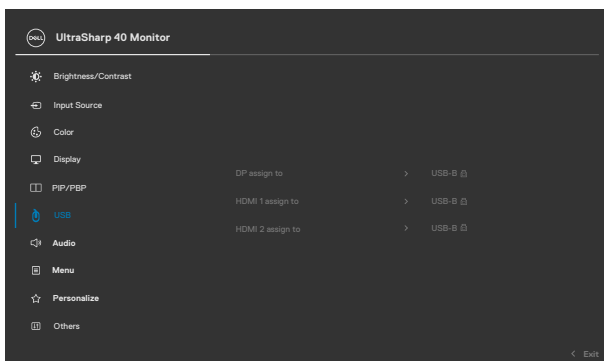 DELL UltraSharp 40 Monitor
Brightness/Contrast
Input Source
Color
Display
DP assign to > USB-B
PIP/PBP
HDMI 1 assign to > USB-B
USB
HDMI 2 assign to > USB-B
Audio
Menu
Personalize
Others
< Exit